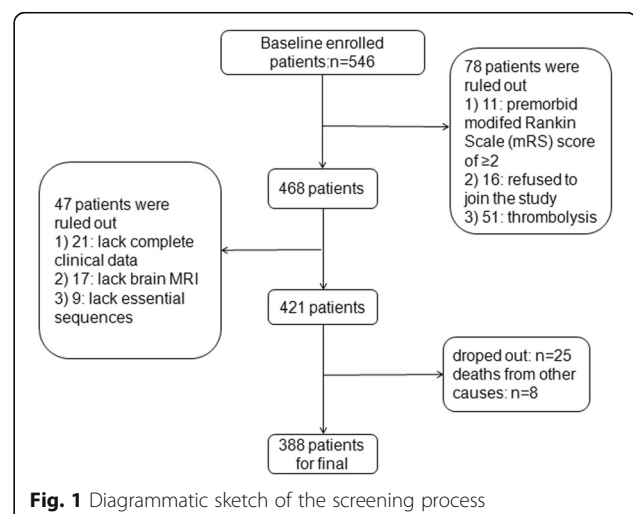 Baseline enrolled
patients:n=546
78 patients were
ruled out
1) 11: premorbid
modifed Rankin
Scale (mRS) score
of ≥2
2) 16: refused to
join the study
3) 51: thrombolysis
468 patients
47 patients were
ruled out
1) 21: lack complete
clinical data
2) 17: lack brain MRI
3) 9: lack essential
sequences
421 patients
droped out: n=25
deaths from other
causes: n=8
388 patients
for final
Fig. 1 Diagrammatic sketch of the screening process